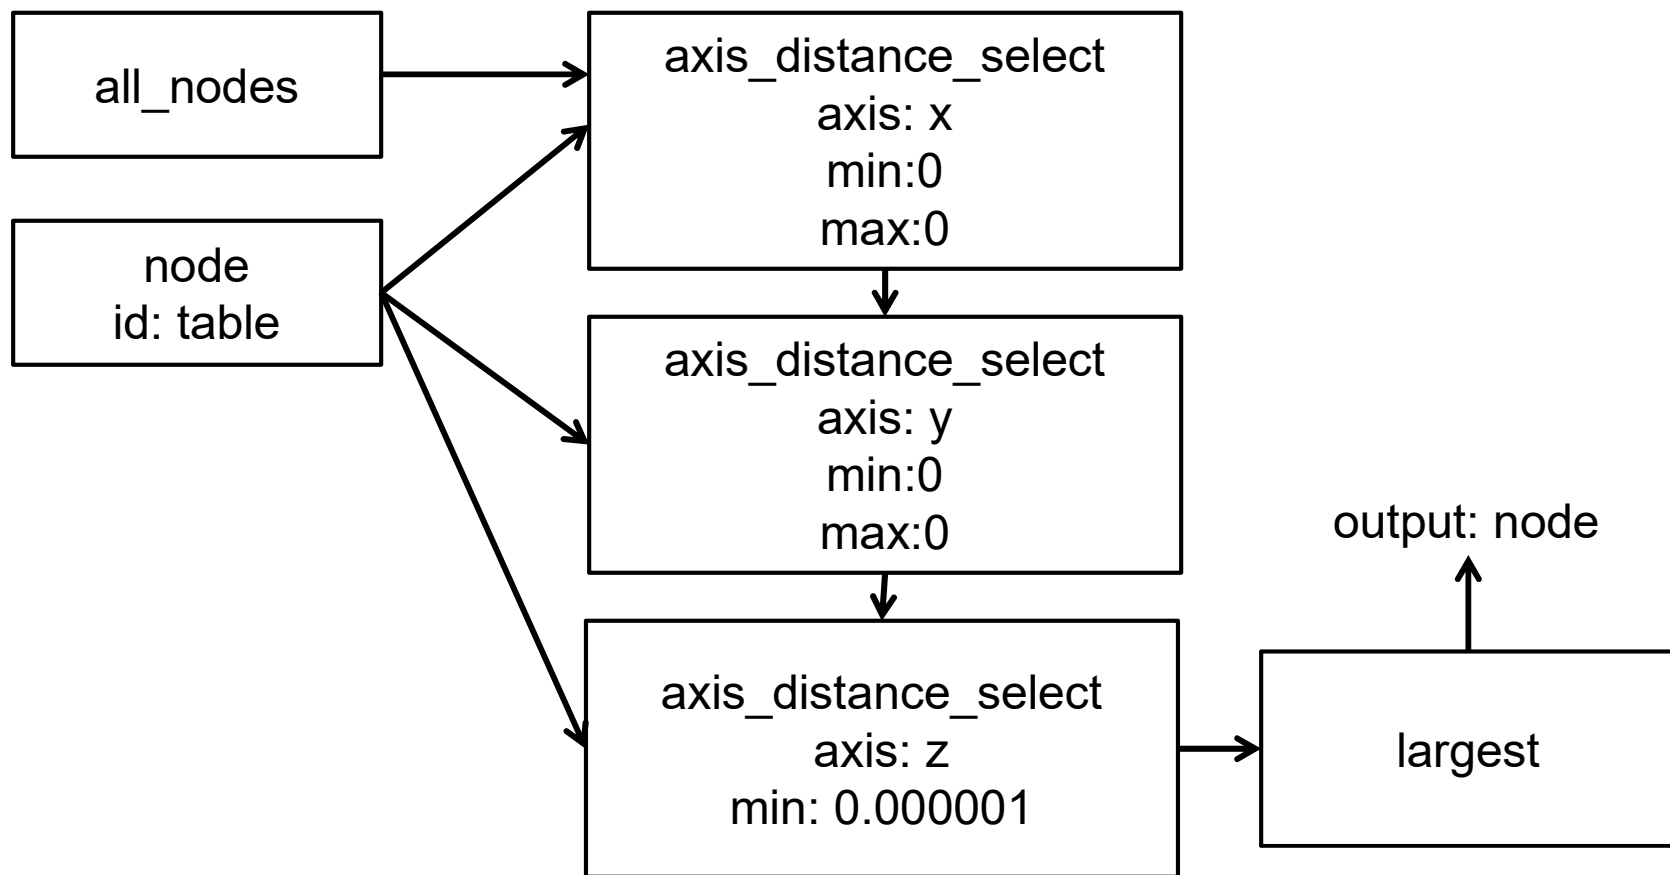 all_nodes
node
id: table
axis_distance_select
axis: x
min:0
max:0
axis_distance_select
axis: y
min:0
max:0
axis_distance_select
axis: z
min: 0.000001
largest
output: node